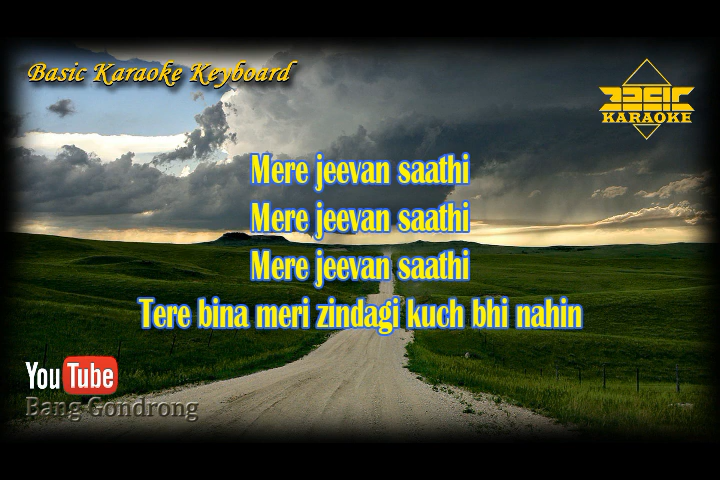 Basic Karaoke Keyboard
BASIC
KARAOKE
Mere jeevan saathi
Mere jeevan saathi
Mere jeevan saathi
Tere bina meri zindagi kuch bhi nahin
YouTube
Bang Gondrong